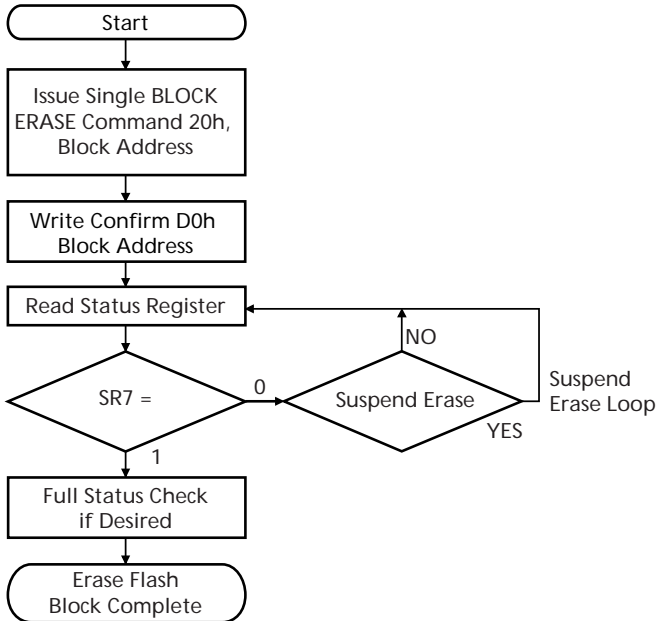 Start
Issue Single BLOCK
ERASE Command 20h,
Block Address
Write Confirm D0h
Block Address
Read Status Register
NO
SR7 =
0
Suspend Erase
YES
Suspend
Erase Loop
1
Full Status Check
if Desired
Erase Flash
Block Complete